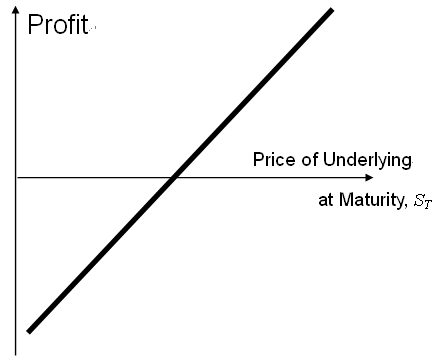 Profit
Price of Underlying
at Maturity, S_T